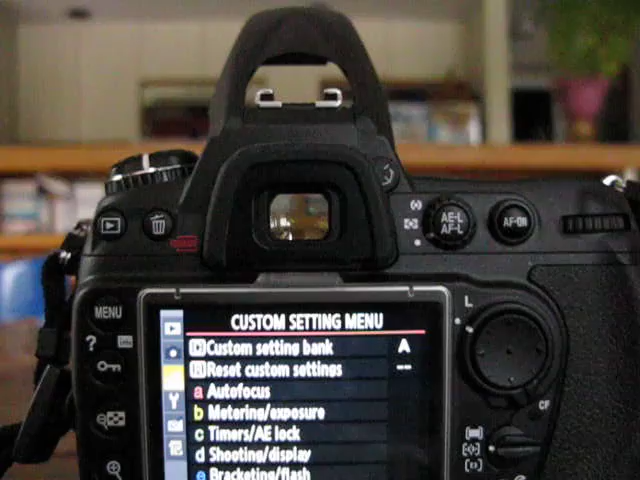 AE-L
AF-L
AF-ON
MENU
L
?
CUSTOM SETTING MENU
Custom setting bank A
Reset custom settings --
a Autofocus
b Metering/exposure
c Timers/AE lock
d Shooting/display
e Bracketing/flash
CF